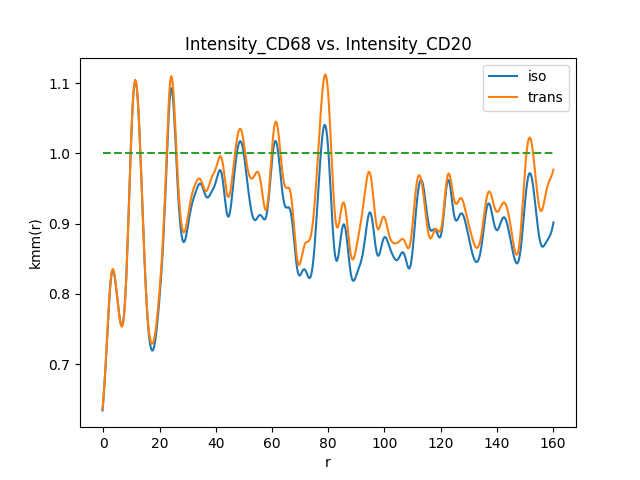 Intensity_CD68 vs. Intensity_CD20
iso
trans
1.1
1.0
0.9
0.8
0.7
kmm(r)
0 20 40 60 80 100 120 140 160
r